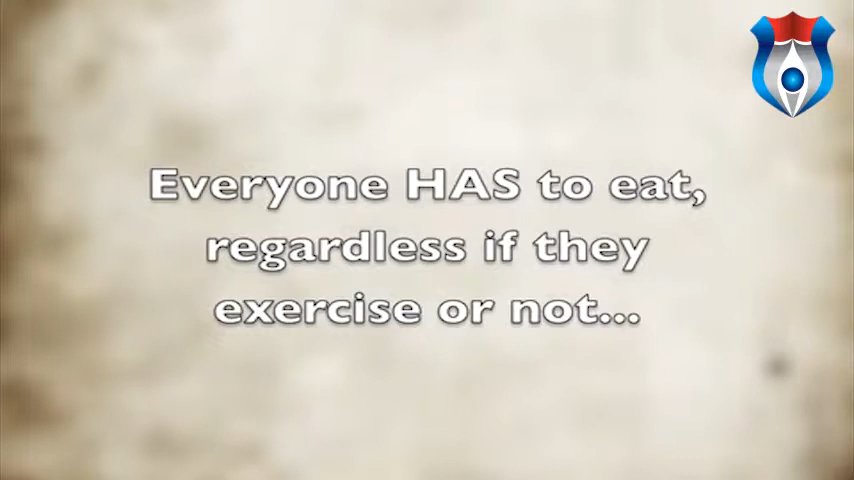 Everyone HAS to eat,
regardless if they
exercise or not...